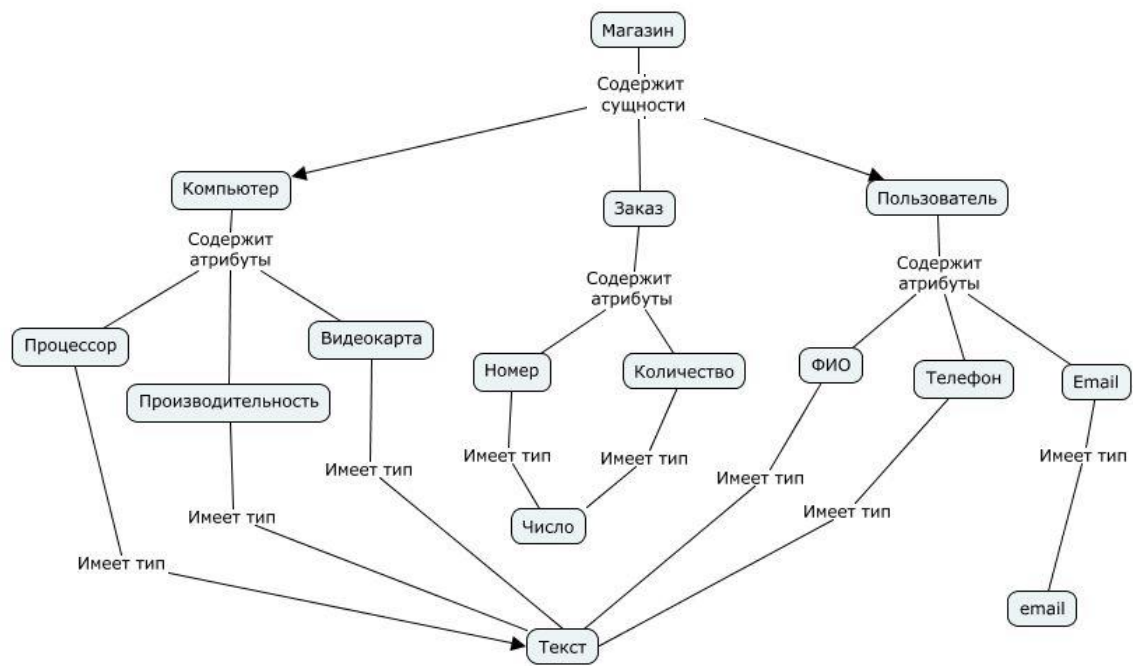 Магазин
Содержит
сущности
Компьютер
Заказ
Пользователь
Содержит
атрибуты
Содержит
атрибуты
Содержит
атрибуты
Процессор
Видеокарта
Производительность
Номер
Количество
ФИО
Телефон
Email
Имеет тип
Имеет тип
Имеет тип
Имеет тип
Имеет тип
Имеет тип
Имеет тип
Имеет тип
Число
email
Текст